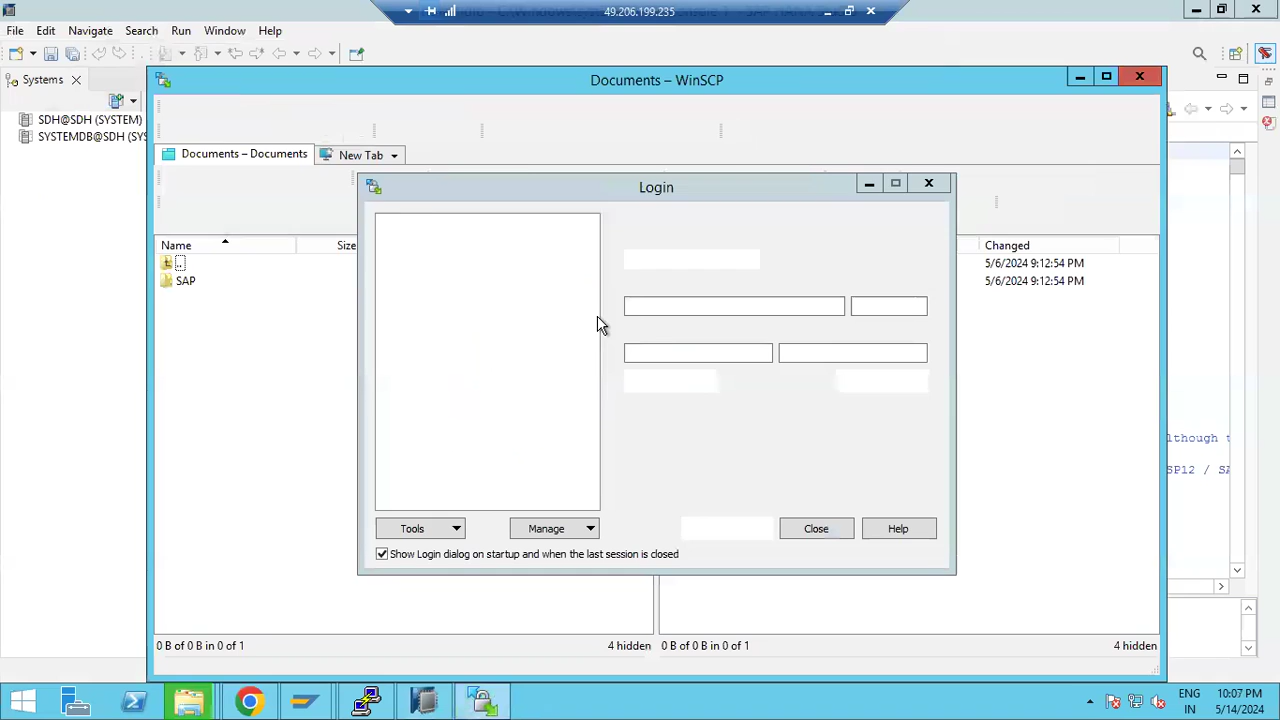 49.206.199.235
File Edit Navigate Search Run Window Help
Systems
Documents – WinSCP
SDH@SDH (SYSTEM)
SYSTEMDB@SDH (SYS
Documents – Documents
New Tab
Login
Name
Size
Changed
..
5/6/2024 9:12:54 PM
SAP
5/6/2024 9:12:54 PM
lthough t
SP12 / SA
Tools
Manage
Close
Help
Show Login dialog on startup and when the last session is closed
0 B of 0 B in 0 of 1
4 hidden
0 B of 0 B in 0 of 1
4 hidden
ENG
IN
10:07 PM
5/14/2024